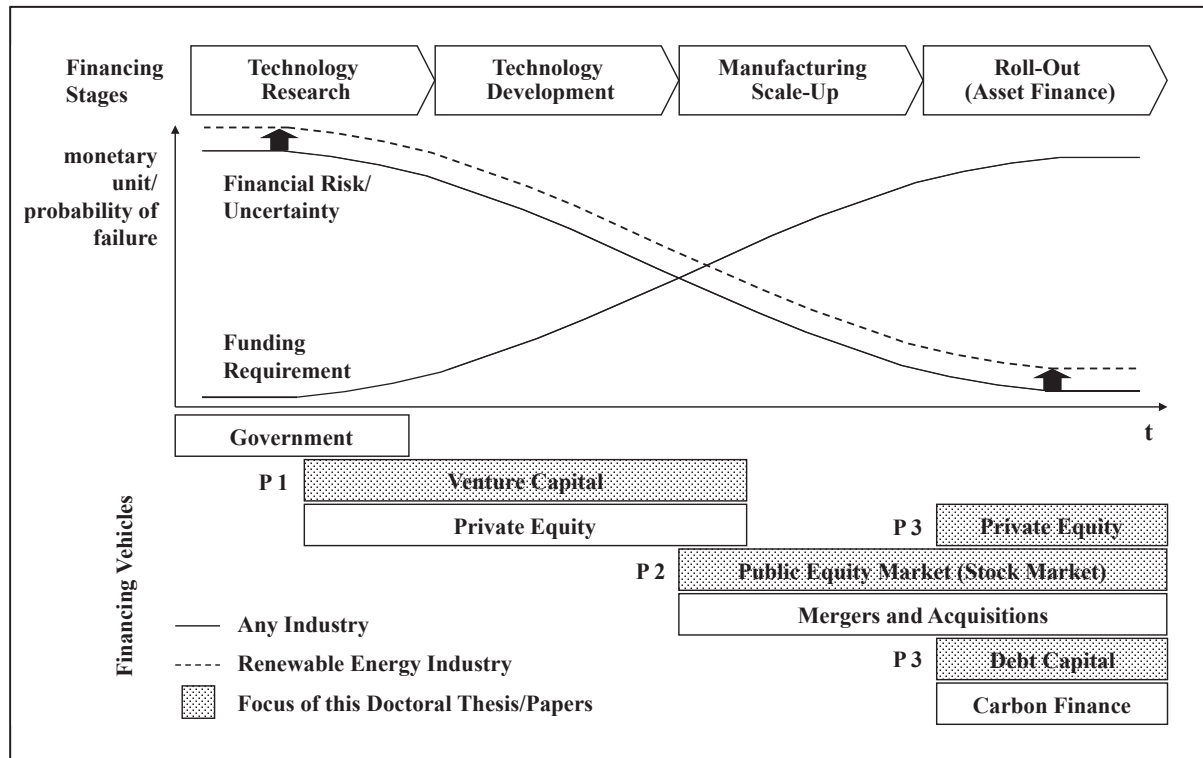 Financing
Stages
Technology
Research
Technology
Development
Manufacturing
Scale-Up
Roll-Out
(Asset Finance)
monetary
unit/
probability of
failure
Financial Risk/
Uncertainty
Funding
Requirement
t
Financing Vehicles
Government
P 1
Venture Capital
Private Equity
P 3
Private Equity
P 2
Public Equity Market (Stock Market)
Mergers and Acquisitions
P 3
Debt Capital
Carbon Finance
Any Industry
Renewable Energy Industry
Focus of this Doctoral Thesis/Papers